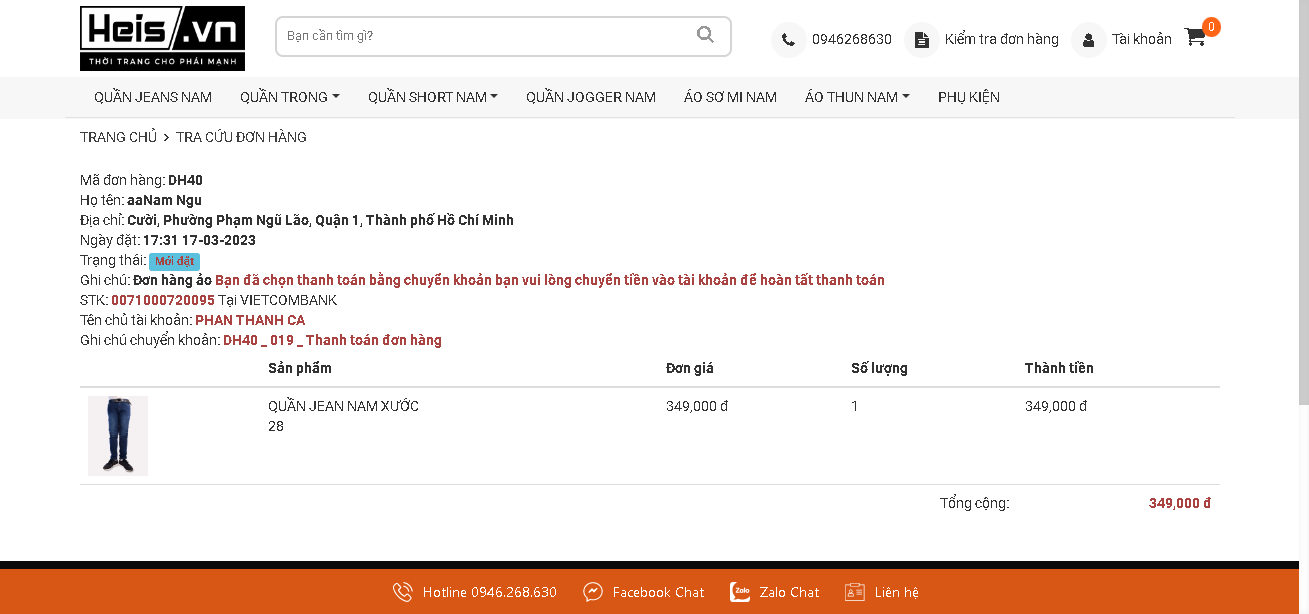 Heis/.vn
THỜI TRANG CHO PHÁI MẠNH
Bạn cần tìm gì?
0946268630
Kiểm tra đơn hàng
Tài khoản
0
QUẦN JEANS NAM QUẦN TRONG QUẦN SHORT NAM QUẦN JOGGER NAM ÁO SƠ MI NAM ÁO THUN NAM PHỤ KIỆN
TRANG CHỦ > TRA CỨU ĐƠN HÀNG
Mã đơn hàng: DH40
Họ tên: aaNam Ngu
Địa chỉ: Cười, Phường Phạm Ngũ Lão, Quận 1, Thành phố Hồ Chí Minh
Ngày đặt: 17:31 17-03-2023
Trạng thái: Mới đặt
Ghi chú: Đơn hàng ảo Bạn đã chọn thanh toán bằng chuyển khoản bạn vui lòng chuyển tiền vào tài khoản để hoàn tất thanh toán
STK: 0071000720095 Tại VIETCOMBANK
Tên chủ tài khoản: PHAN THANH CA
Ghi chú chuyển khoản: DH40 _ 019 _ Thanh toán đơn hàng
Sản phẩm Đơn giá Số lượng Thành tiền
QUẦN JEAN NAM XƯỚC 349,000 đ 1 349,000 đ
28
Tổng cộng: 349,000 đ
Hotline 0946.268.630 Facebook Chat Zalo Zalo Chat Liên hệ